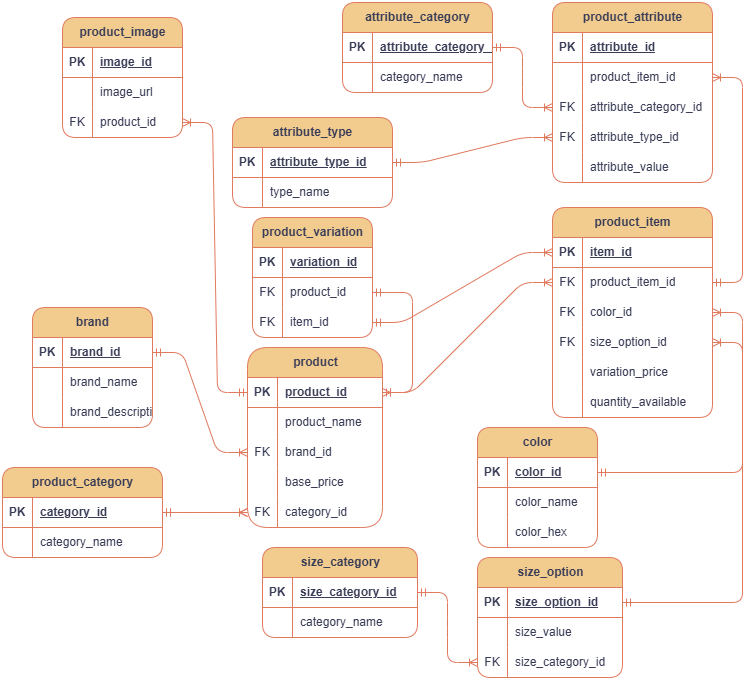 product_image
PK image_id
image_url
FK product_id
attribute_category
PK attribute_category_
category_name
product_attribute
PK attribute_id
product_item_id
FK attribute_category_id
FK attribute_type_id
attribute_value
attribute_type
PK attribute_type_id
type_name
product_variation
PK variation_id
FK product_id
FK item_id
product_item
PK item_id
FK product_item_id
FK color_id
FK size_option_id
variation_price
quantity_available
brand
PK brand_id
brand_name
brand_descripti
product
PK product_id
product_name
FK brand_id
base_price
FK category_id
product_category
PK category_id
category_name
color
PK color_id
color_name
color_hex
size_category
PK size_category_id
category_name
size_option
PK size_option_id
size_value
FK size_category_id